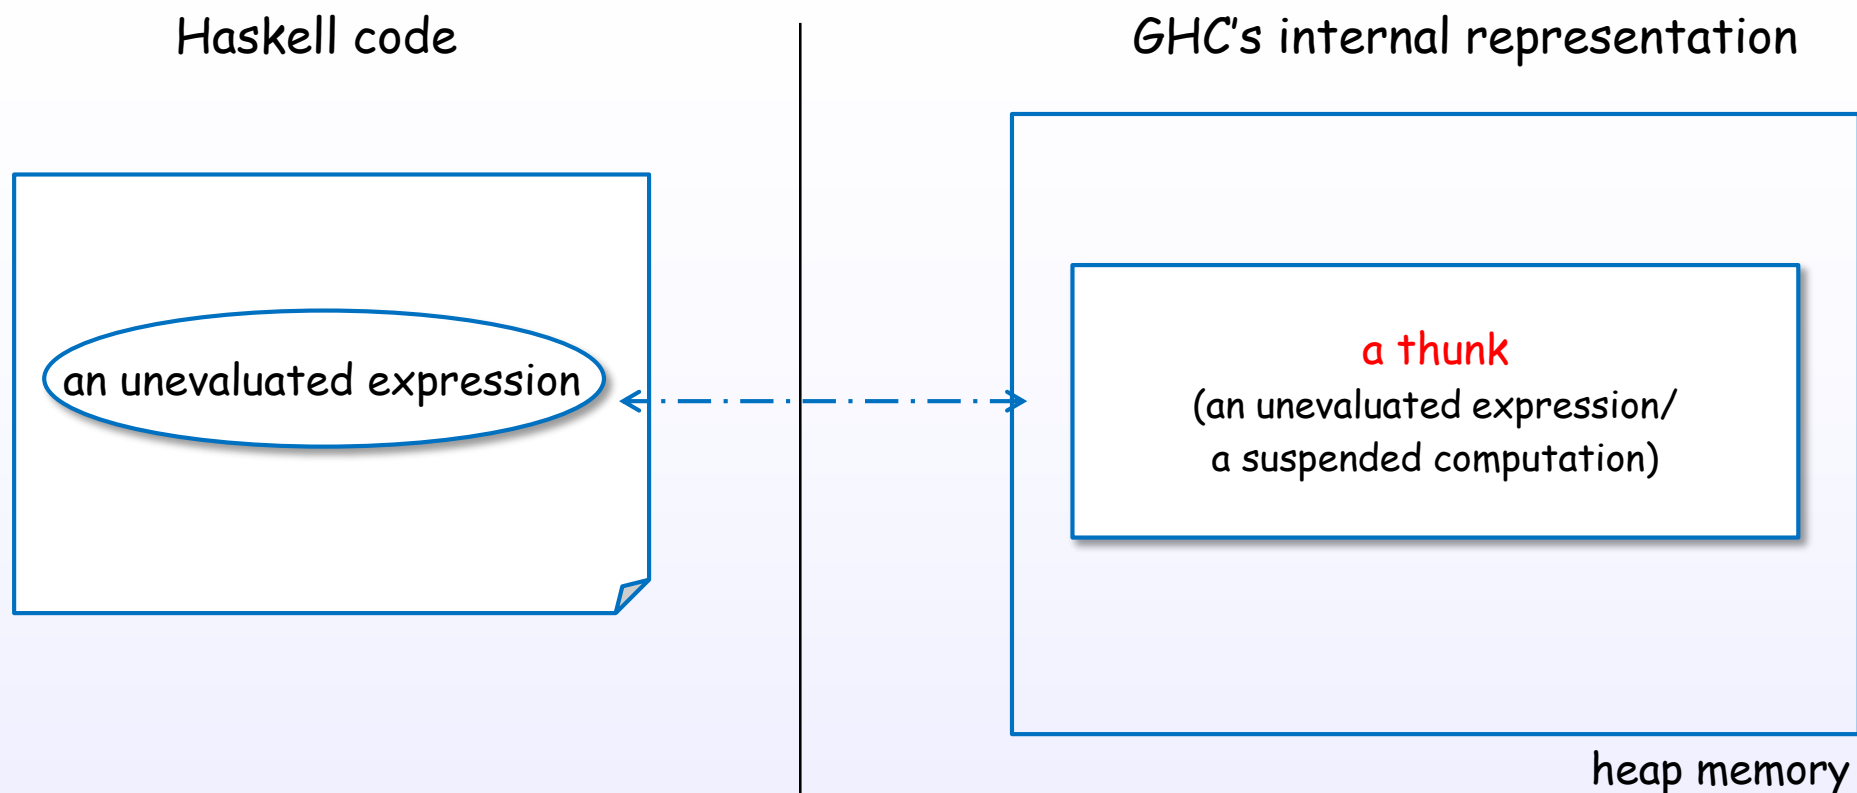 Haskell code
GHC's internal representation
an unevaluated expression
a thunk
(an unevaluated expression/
a suspended computation)
heap memory